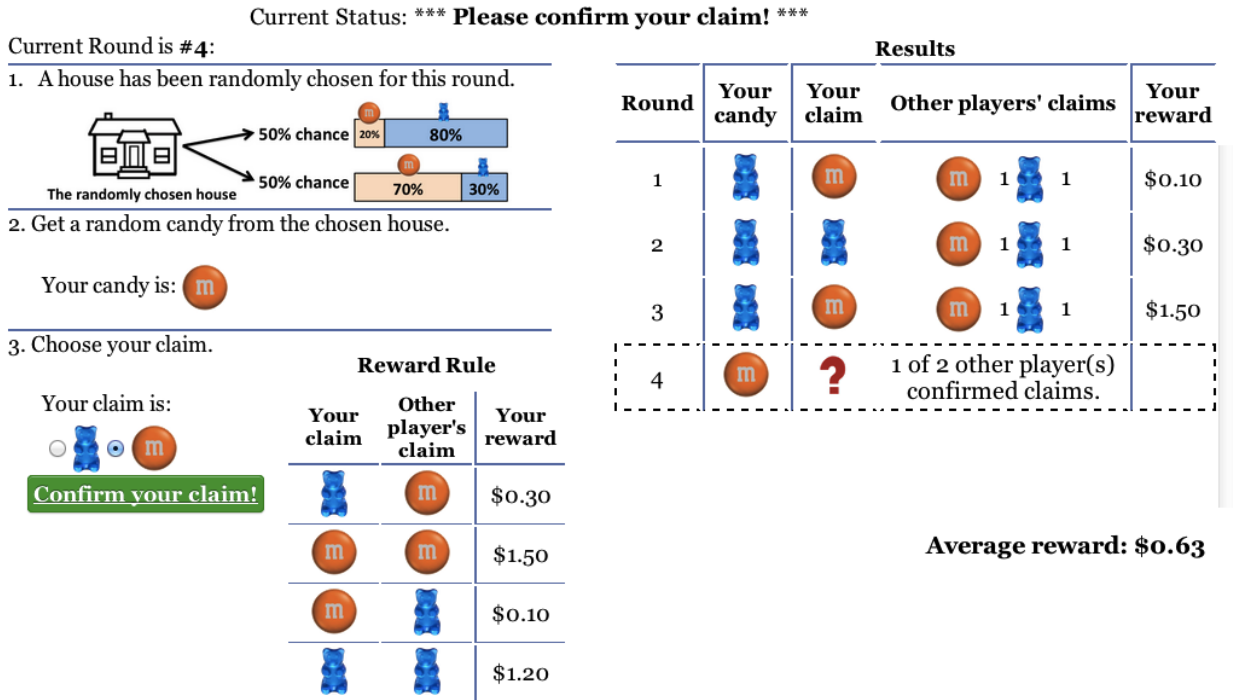 Current Status: *** Please confirm your claim! ***
Current Round is #4:
1. A house has been randomly chosen for this round.
m
50% chance 20% 80%
m
50% chance 70% 30%
The randomly chosen house
2. Get a random candy from the chosen house.
Your candy is: m
3. Choose your claim.
Your claim is:
m
Confirm your claim!
Reward Rule
Your claim Other player's claim Your reward
m $0.30
m m $1.50
m $0.10
$1.20
Results
Round Your candy Your claim Other players' claims Your reward
1 m m 1 1 $0.10
2 m 1 1 $0.30
3 m m 1 1 $1.50
4 m ? 1 of 2 other player(s) confirmed claims.
Average reward: $0.63